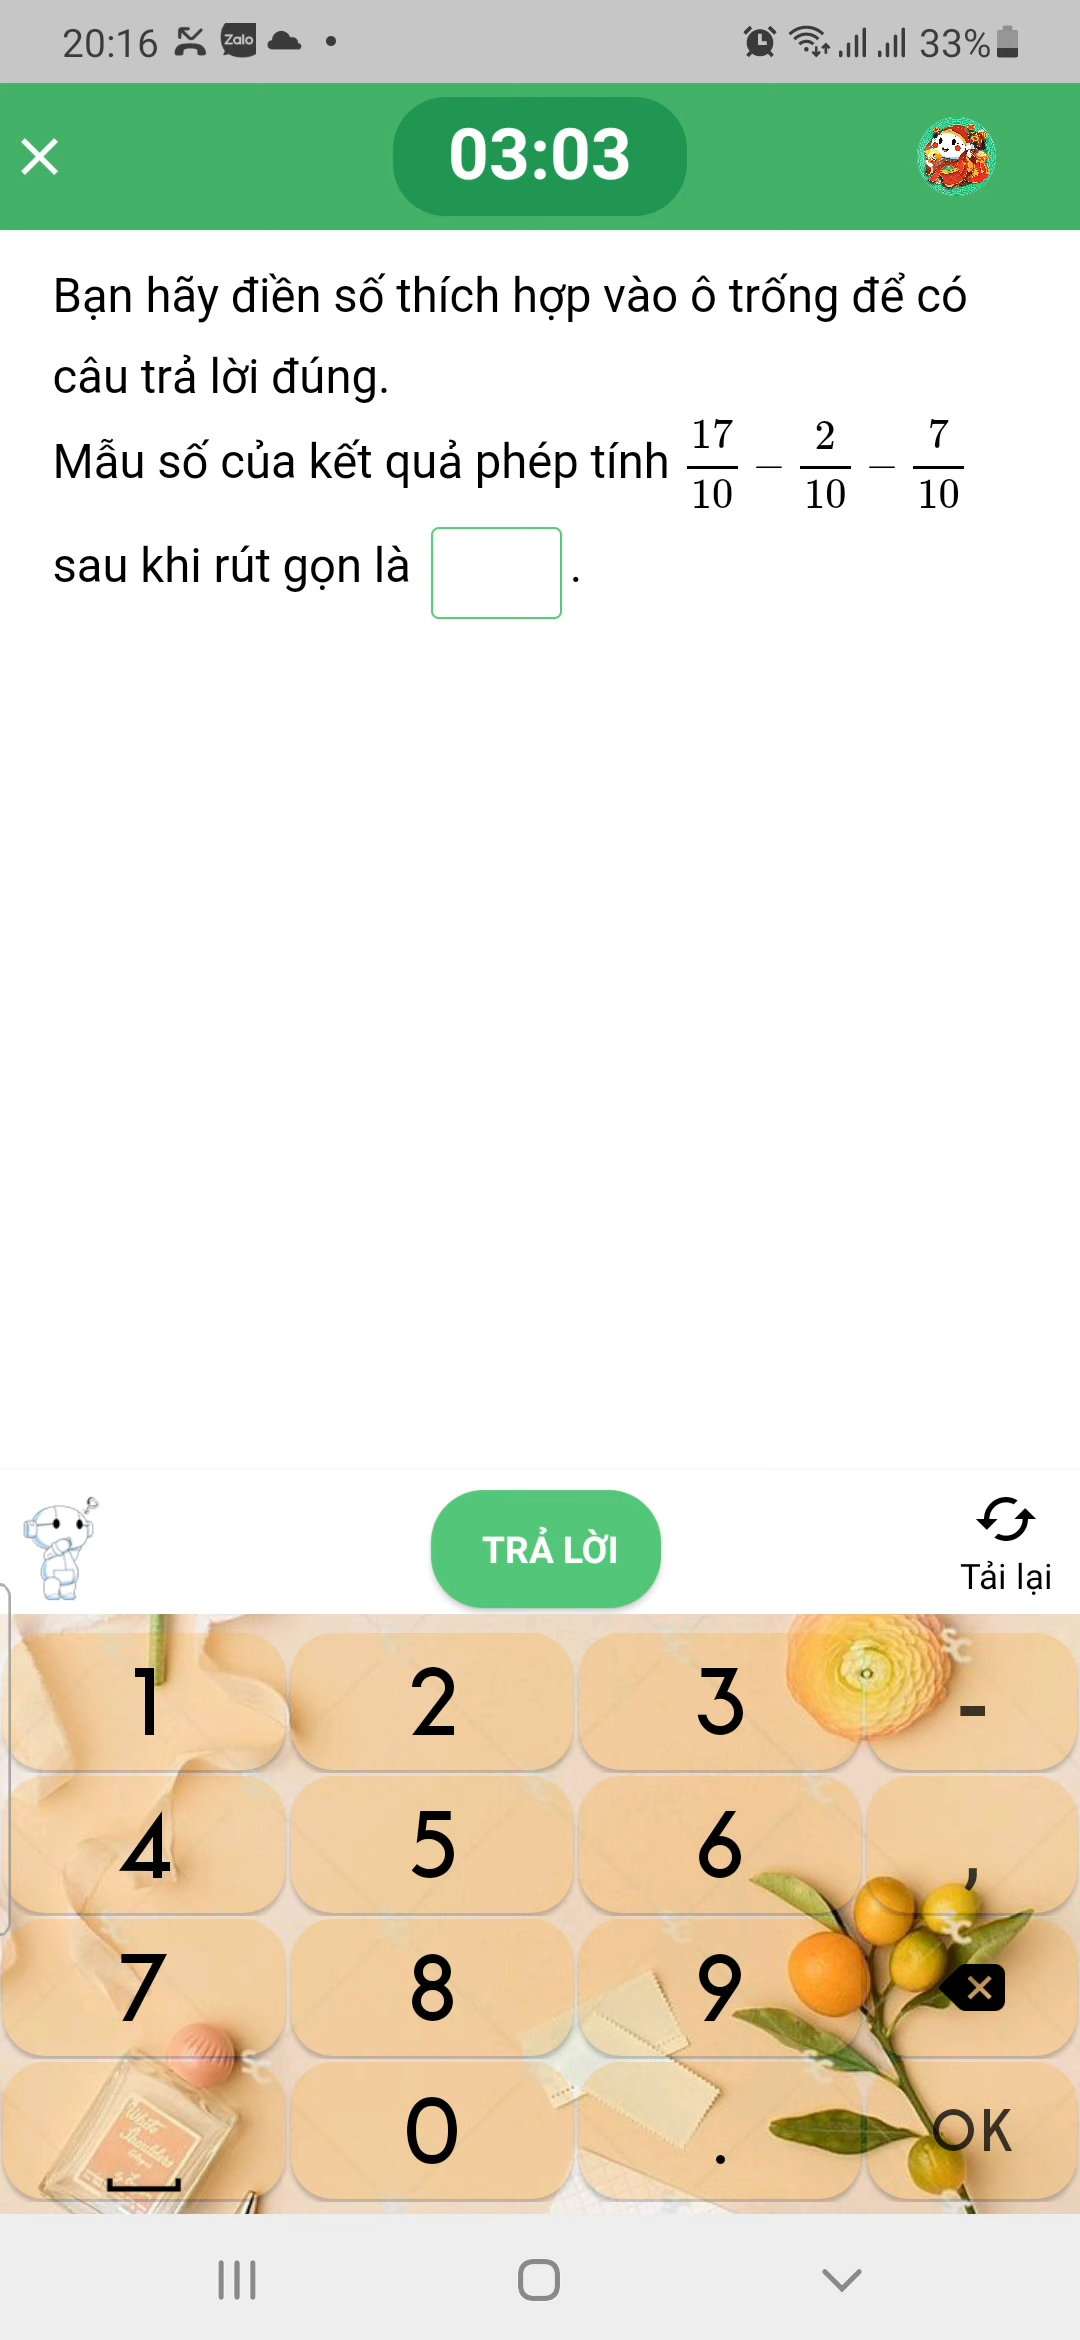 20:16 Zalo 33%
03:03
Bạn hãy điền số thích hợp vào ô trống để có
câu trả lời đúng.
Mẫu số của kết quả phép tính 17/10 − 2/10 − 7/10
sau khi rút gọn là .
TRẢ LỜI
Tải lại
1 2 3 -
4 5 6 ,
7 8 9
0 . OK